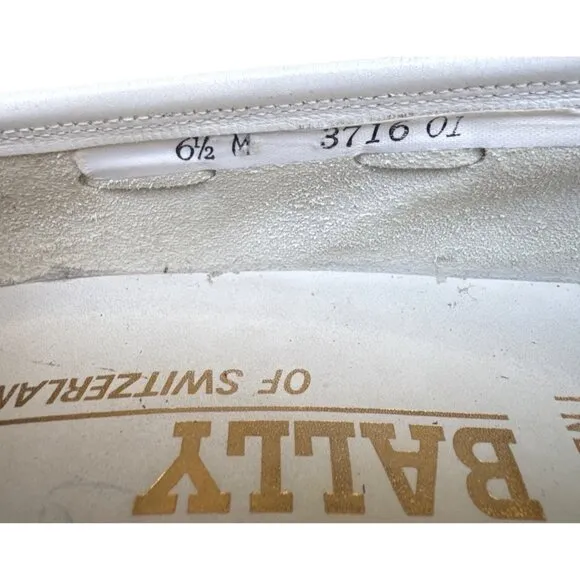 6½ M 3716 01
BALLY
OF SWITZERLAN